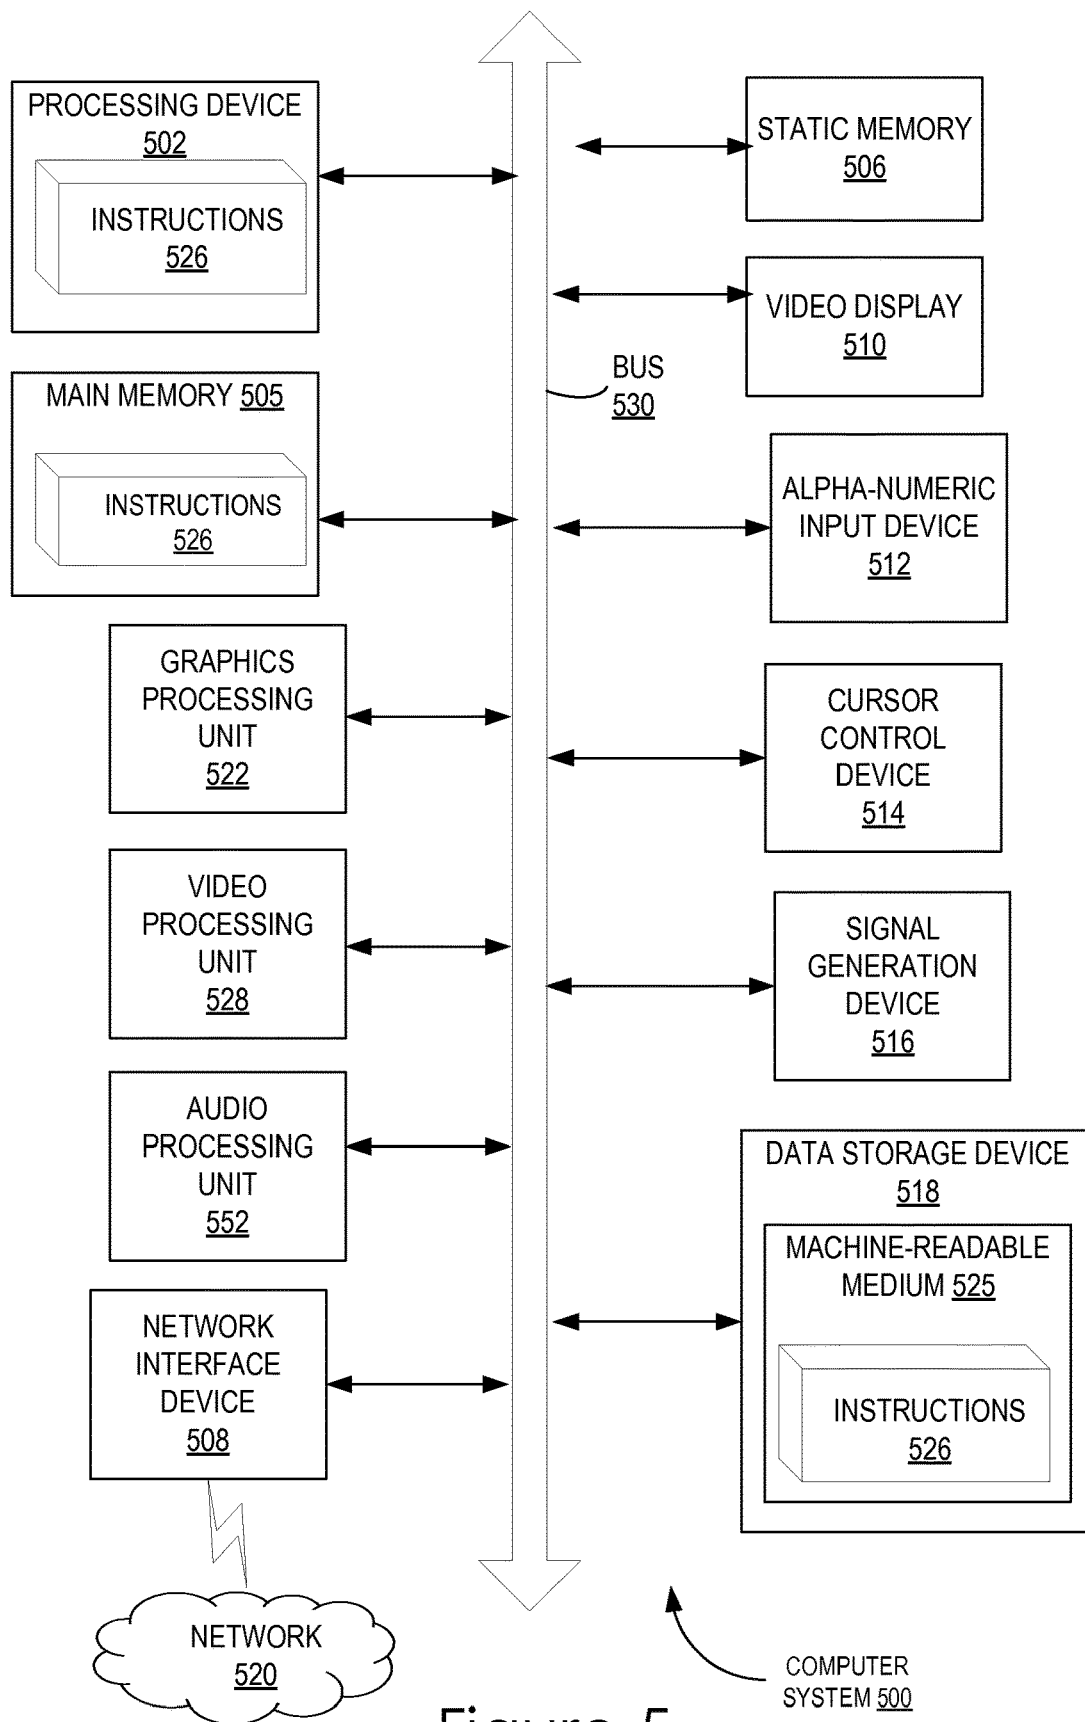 PROCESSING DEVICE
502
INSTRUCTIONS
526
MAIN MEMORY 505
INSTRUCTIONS
526
GRAPHICS
PROCESSING
UNIT
522
VIDEO
PROCESSING
UNIT
528
AUDIO
PROCESSING
UNIT
552
NETWORK
INTERFACE
DEVICE
508
NETWORK
520
BUS
530
STATIC MEMORY
506
VIDEO DISPLAY
510
ALPHA-NUMERIC
INPUT DEVICE
512
CURSOR
CONTROL
DEVICE
514
SIGNAL
GENERATION
DEVICE
516
DATA STORAGE DEVICE
518
MACHINE-READABLE
MEDIUM 525
INSTRUCTIONS
526
COMPUTER
SYSTEM 500
Figure 5